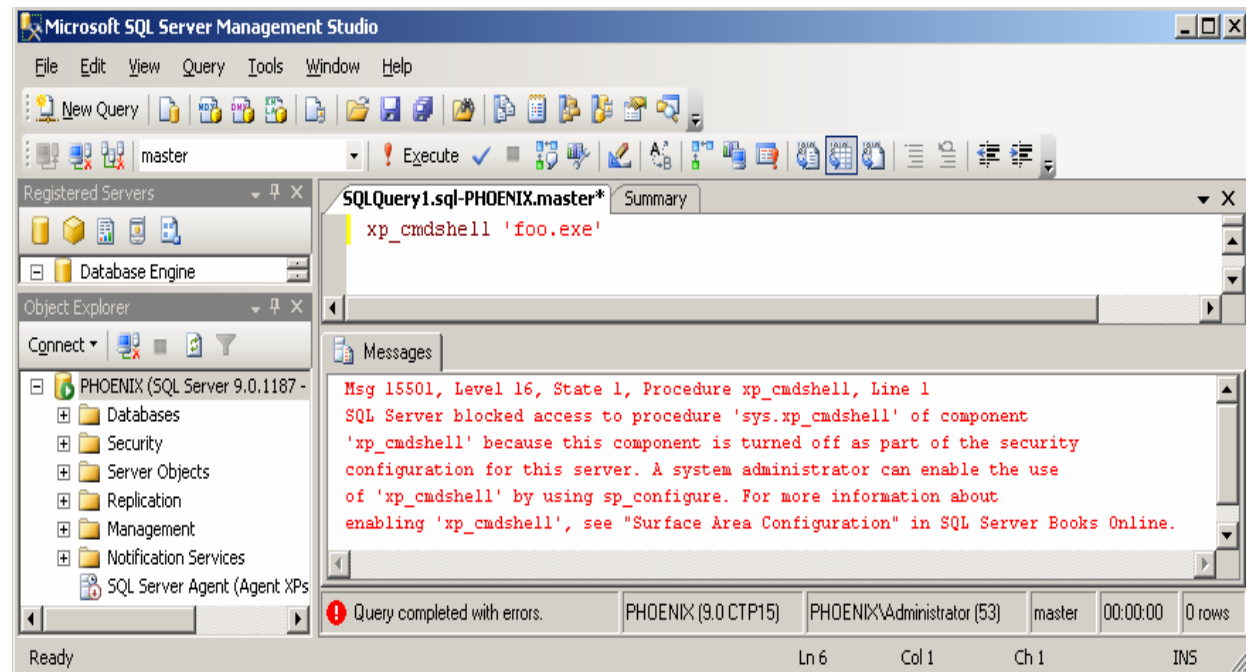 Microsoft SQL Server Management Studio
File Edit View Query Tools Window Help
New Query
master
Execute
Registered Servers
Database Engine
Object Explorer
Connect
PHOENIX (SQL Server 9.0.1187 -
Databases
Security
Server Objects
Replication
Management
Notification Services
SQL Server Agent (Agent XPs
SQLQuery1.sql-PHOENIX.master* Summary
xp_cmdshell 'foo.exe'
Messages
Msg 15501, Level 16, State 1, Procedure xp_cmdshell, Line 1
SQL Server blocked access to procedure 'sys.xp_cmdshell' of component
'xp_cmdshell' because this component is turned off as part of the security
configuration for this server. A system administrator can enable the use
of 'xp_cmdshell' by using sp_configure. For more information about
enabling 'xp_cmdshell', see "Surface Area Configuration" in SQL Server Books Online.
Query completed with errors. PHOENIX (9.0 CTP15) PHOENIX\Administrator (53) master 00:00:00 0 rows
Ready Ln 6 Col 1 Ch 1 INS